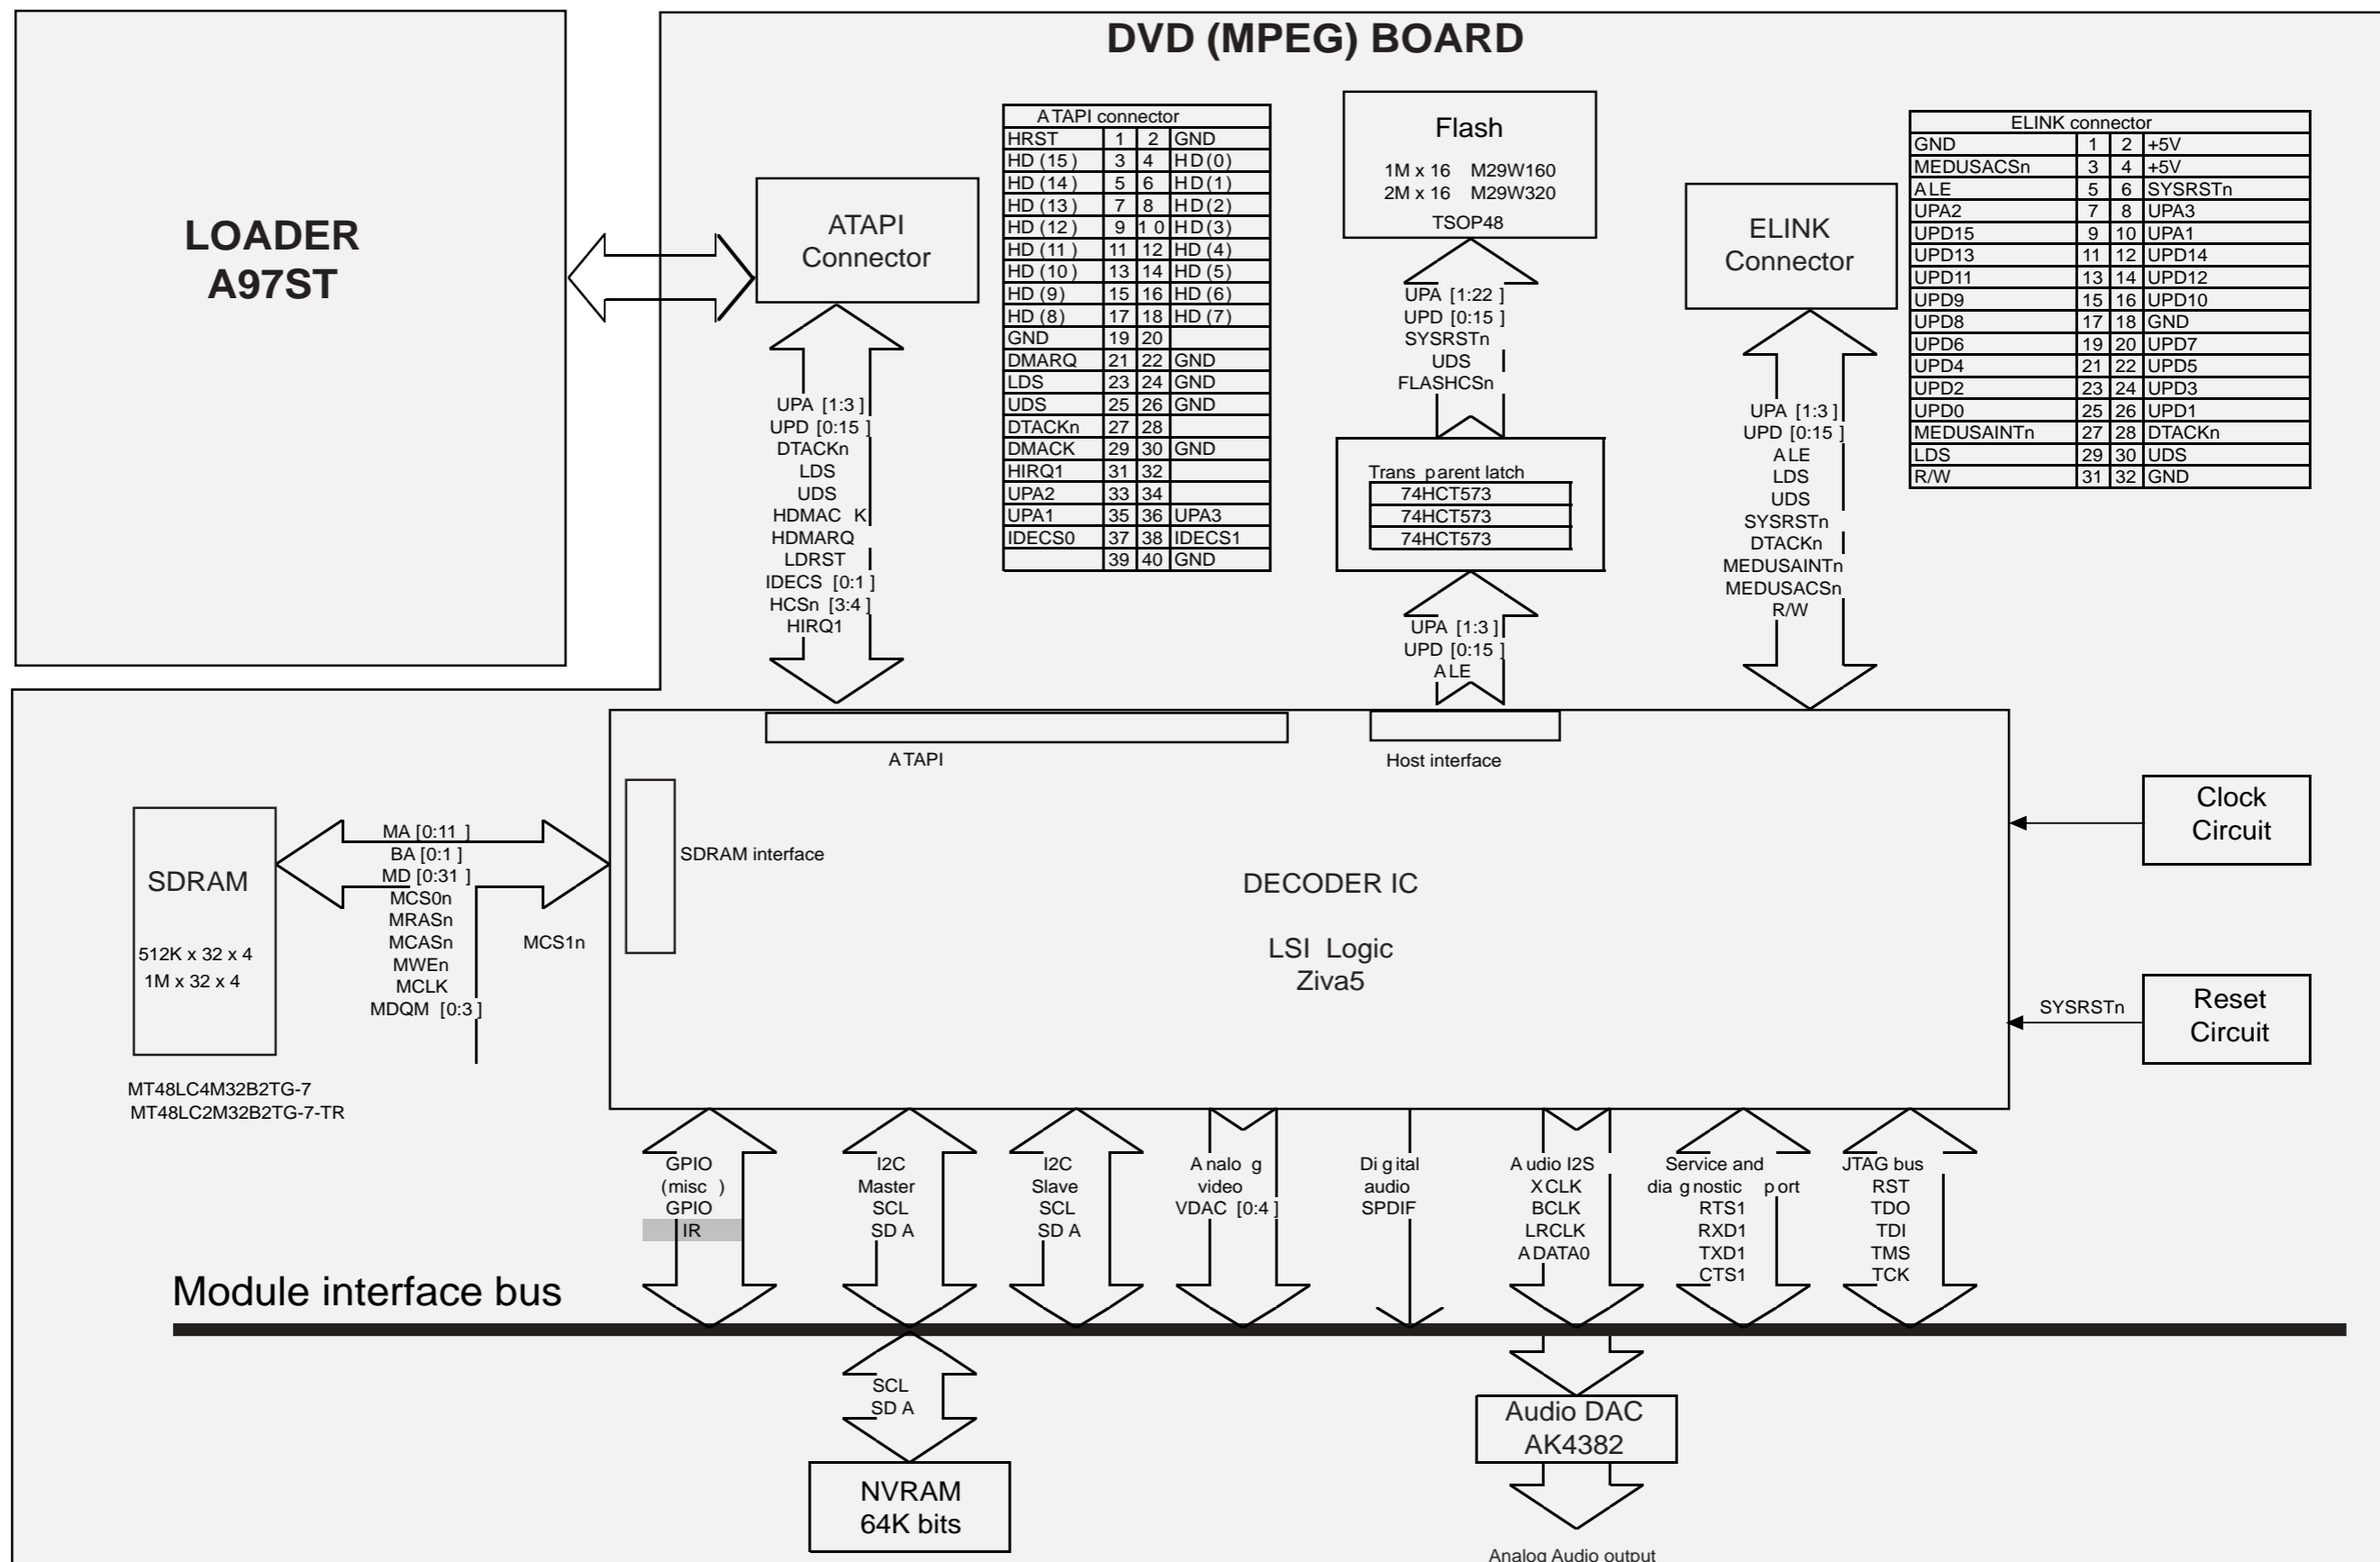 DVD (MPEG) BOARD
LOADER
A97ST
ATAPI
Connector
ATAPI connector
HRST 1 2 GND
HD (15) 3 4 HD(0)
HD (14) 5 6 HD(1)
HD (13) 7 8 HD(2)
HD (12) 9 10 HD(3)
HD (11) 11 12 HD (4)
HD (10) 13 14 HD (5)
HD (9) 15 16 HD (6)
HD (8) 17 18 HD (7)
GND 19 20
DMARQ 21 22 GND
LDS 23 24 GND
UDS 25 26 GND
DTACKn 27 28
DMACK 29 30 GND
HIRQ1 31 32
UPA2 33 34
UPA1 35 36 UPA3
IDECS0 37 38 IDECS1
39 40 GND
Flash
1M x 16 M29W160
2M x 16 M29W320
TSOP48
ELINK
Connector
ELINK connector
GND 1 2 +5V
MEDUSACSn 3 4 +5V
ALE 5 6 SYSRSTn
UPA2 7 8 UPA3
UPD15 9 10 UPA1
UPD13 11 12 UPD14
UPD11 13 14 UPD12
UPD9 15 16 UPD10
UPD8 17 18 GND
UPD6 19 20 UPD7
UPD4 21 22 UPD5
UPD2 23 24 UPD3
UPD0 25 26 UPD1
MEDUSAINTn 27 28 DTACKn
LDS 29 30 UDS
R/W 31 32 GND
UPA [1:3]
UPD [0:15]
DTACKn
LDS
UDS
HDMACK
HDMARQ
LDRST
IDECS [0:1]
HCSn [3:4]
HIRQ1
UPA [1:22]
UPD [0:15]
SYSRSTn
UDS
FLASHCSn
Transparent latch
74HCT573
74HCT573
74HCT573
UPA [1:3]
UPD [0:15]
ALE
UPA [1:3]
UPD [0:15]
ALE
LDS
UDS
SYSRSTn
DTACKn
MEDUSAINTn
MEDUSACSn
R/W
ATAPI
Host interface
SDRAM interface
DECODER IC
LSI Logic
Ziva5
Clock
Circuit
SYSRSTn
Reset
Circuit
SDRAM
512K x 32 x 4
1M x 32 x 4
MT48LC4M32B2TG-7
MT48LC2M32B2TG-7-TR
MA [0:11]
BA [0:1]
MD [0:31]
MCS0n
MRASn
MCASn
MWEn
MCLK
MDQM [0:3]
MCS1n
GPIO
(misc)
GPIO
IR
I2C
Master
SCL
SDA
I2C
Slave
SCL
SDA
Analog
video
VDAC [0:4]
Digital
audio
SPDIF
Audio I2S
XCLK
BCLK
LRCLK
ADATA0
Service and
diagnostic port
RTS1
RXD1
TXD1
CTS1
JTAG bus
RST
TDO
TDI
TMS
TCK
Module interface bus
SCL
SDA
NVRAM
64K bits
Audio DAC
AK4382
Analog Audio output